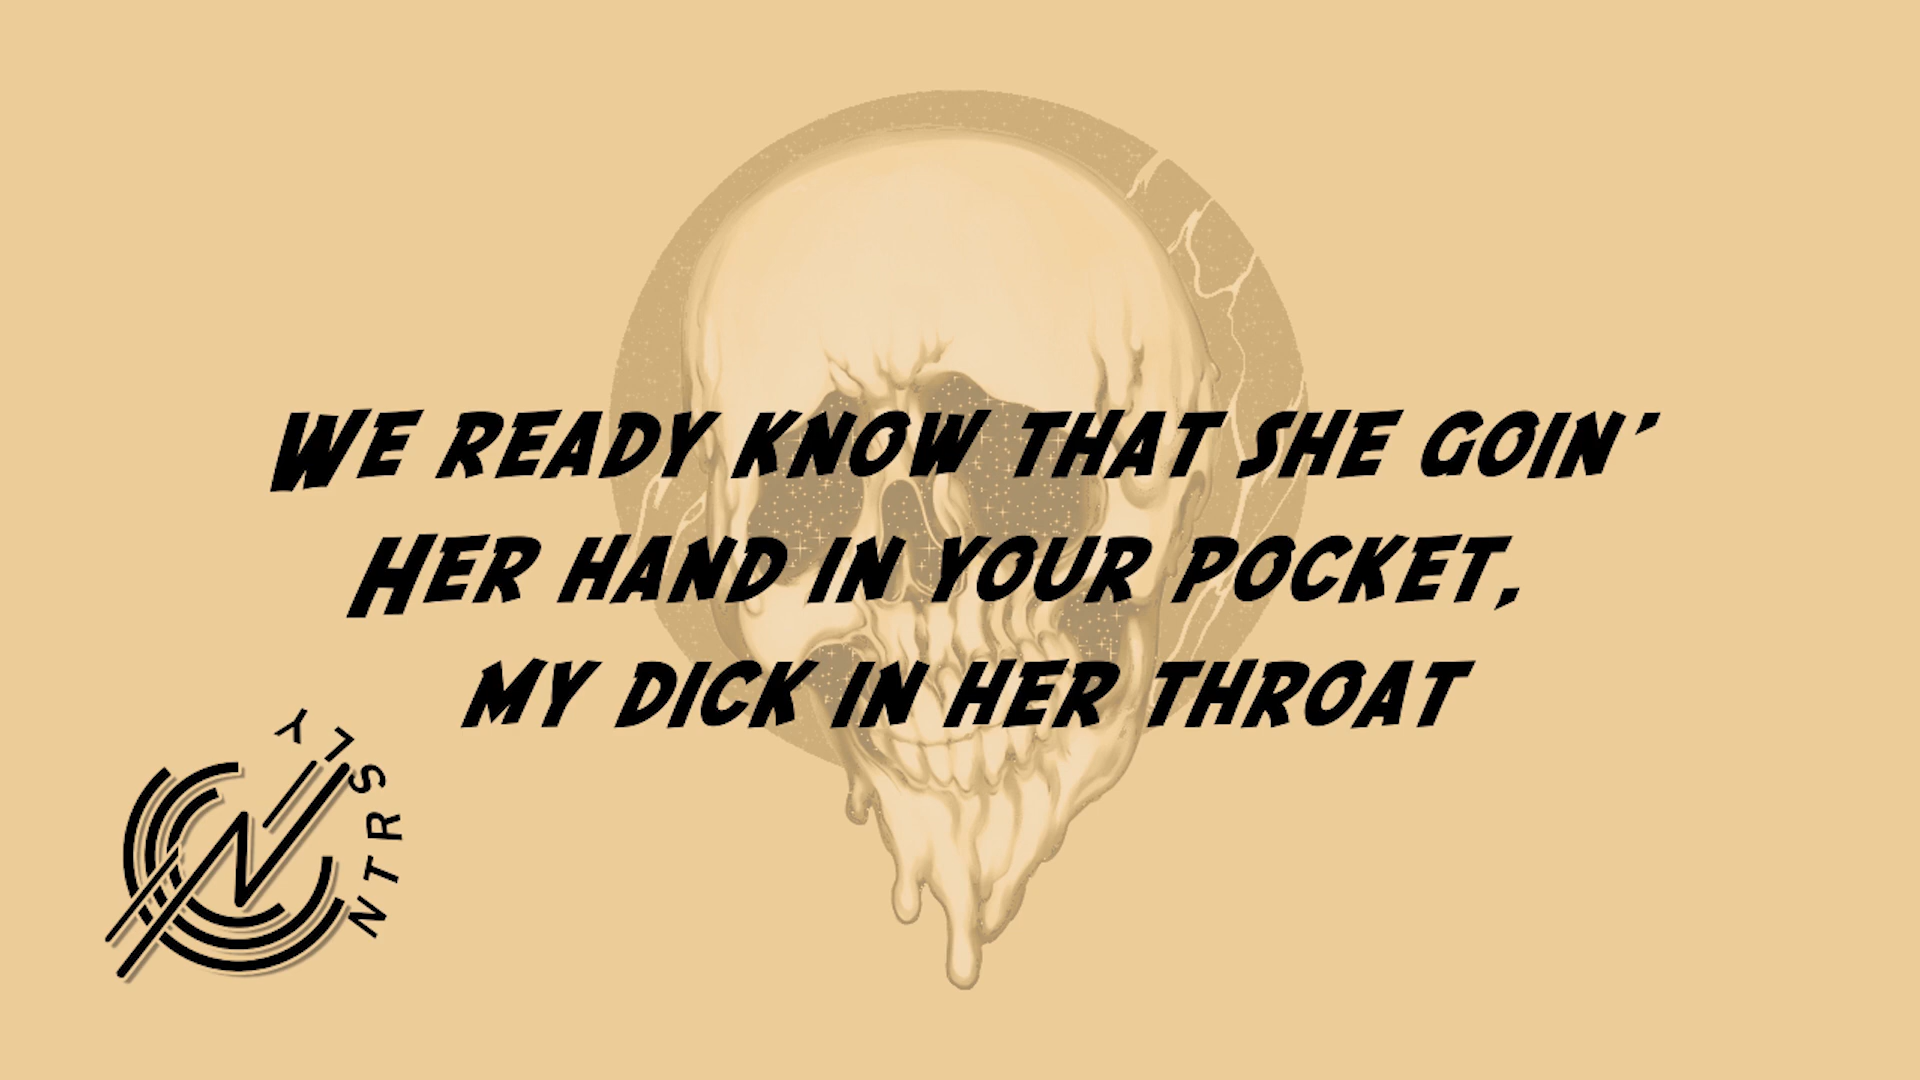 We ready know that she goin'
Her hand in your pocket,
my dick in her throat
NTRSLY